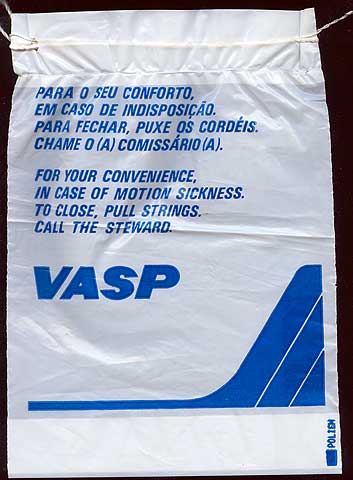 PARA O SEU CONFORTO,
EM CASO DE INDISPOSIÇÃO.
PARA FECHAR, PUXE OS CORDÉIS.
CHAME O (A) COMISSÁRIO (A).
FOR YOUR CONVENIENCE,
IN CASE OF MOTION SICKNESS.
TO CLOSE, PULL STRINGS.
CALL THE STEWARD.
VASP
POLIEN